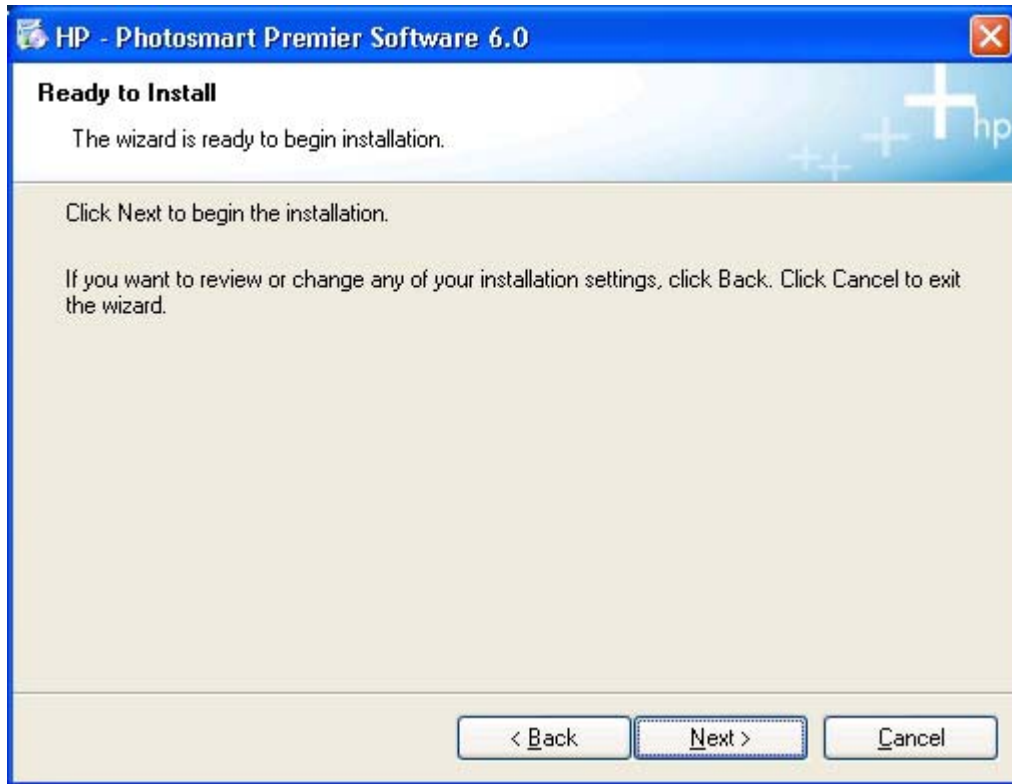 HP - Photosmart Premier Software 6.0
Ready to Install
The wizard is ready to begin installation.
hp
Click Next to begin the installation.
If you want to review or change any of your installation settings, click Back. Click Cancel to exit
the wizard.
< Back
Next >
Cancel